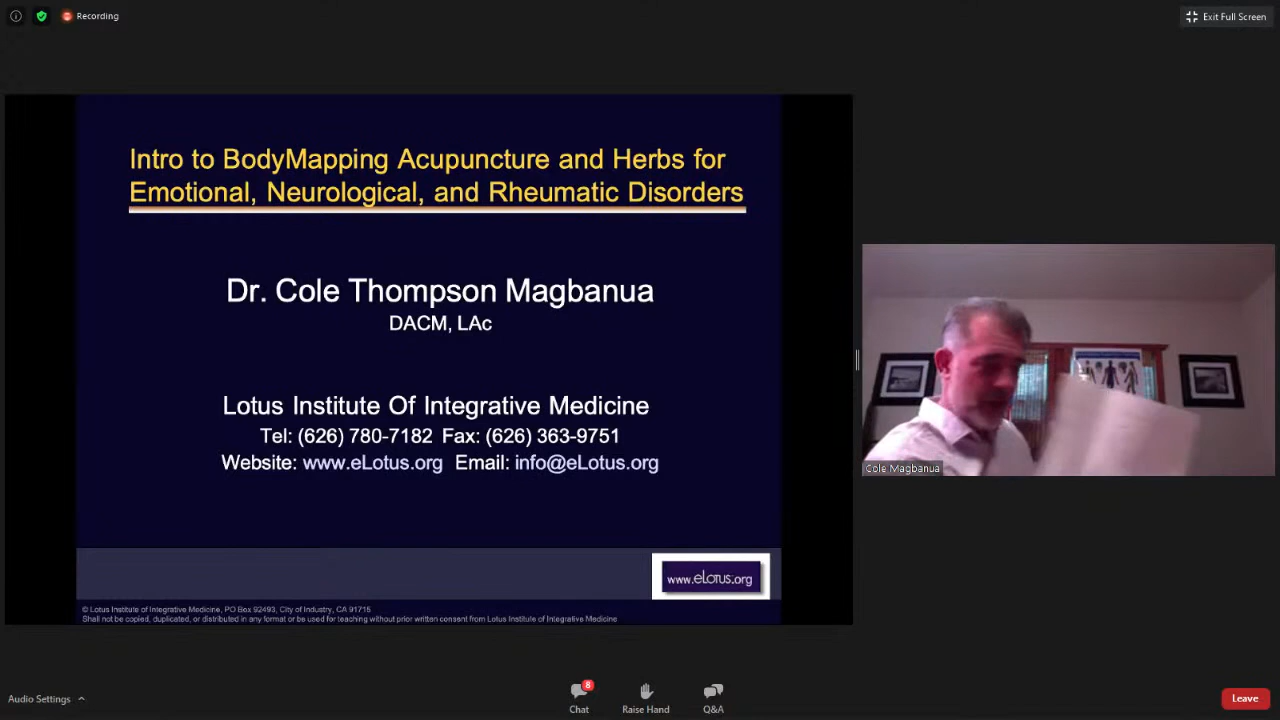 Recording
Exit Full Screen
Intro to BodyMapping Acupuncture and Herbs for
Emotional, Neurological, and Rheumatic Disorders
Dr. Cole Thompson Magbanua
DACM, LAc
Lotus Institute Of Integrative Medicine
Tel: (626) 780-7182 Fax: (626) 363-9751
Website: www.eLotus.org Email: info@eLotus.org
www.eLotus.org
© Lotus Institute of Integrative Medicine, PO Box 92493, City of Industry, CA 91715
Shall not be copied, duplicated, or distributed in any format or be used for teaching without prior written consent from Lotus Institute of Integrative Medicine
Cole Magbanua
Audio Settings
8
Chat
Raise Hand
Q&A
Leave